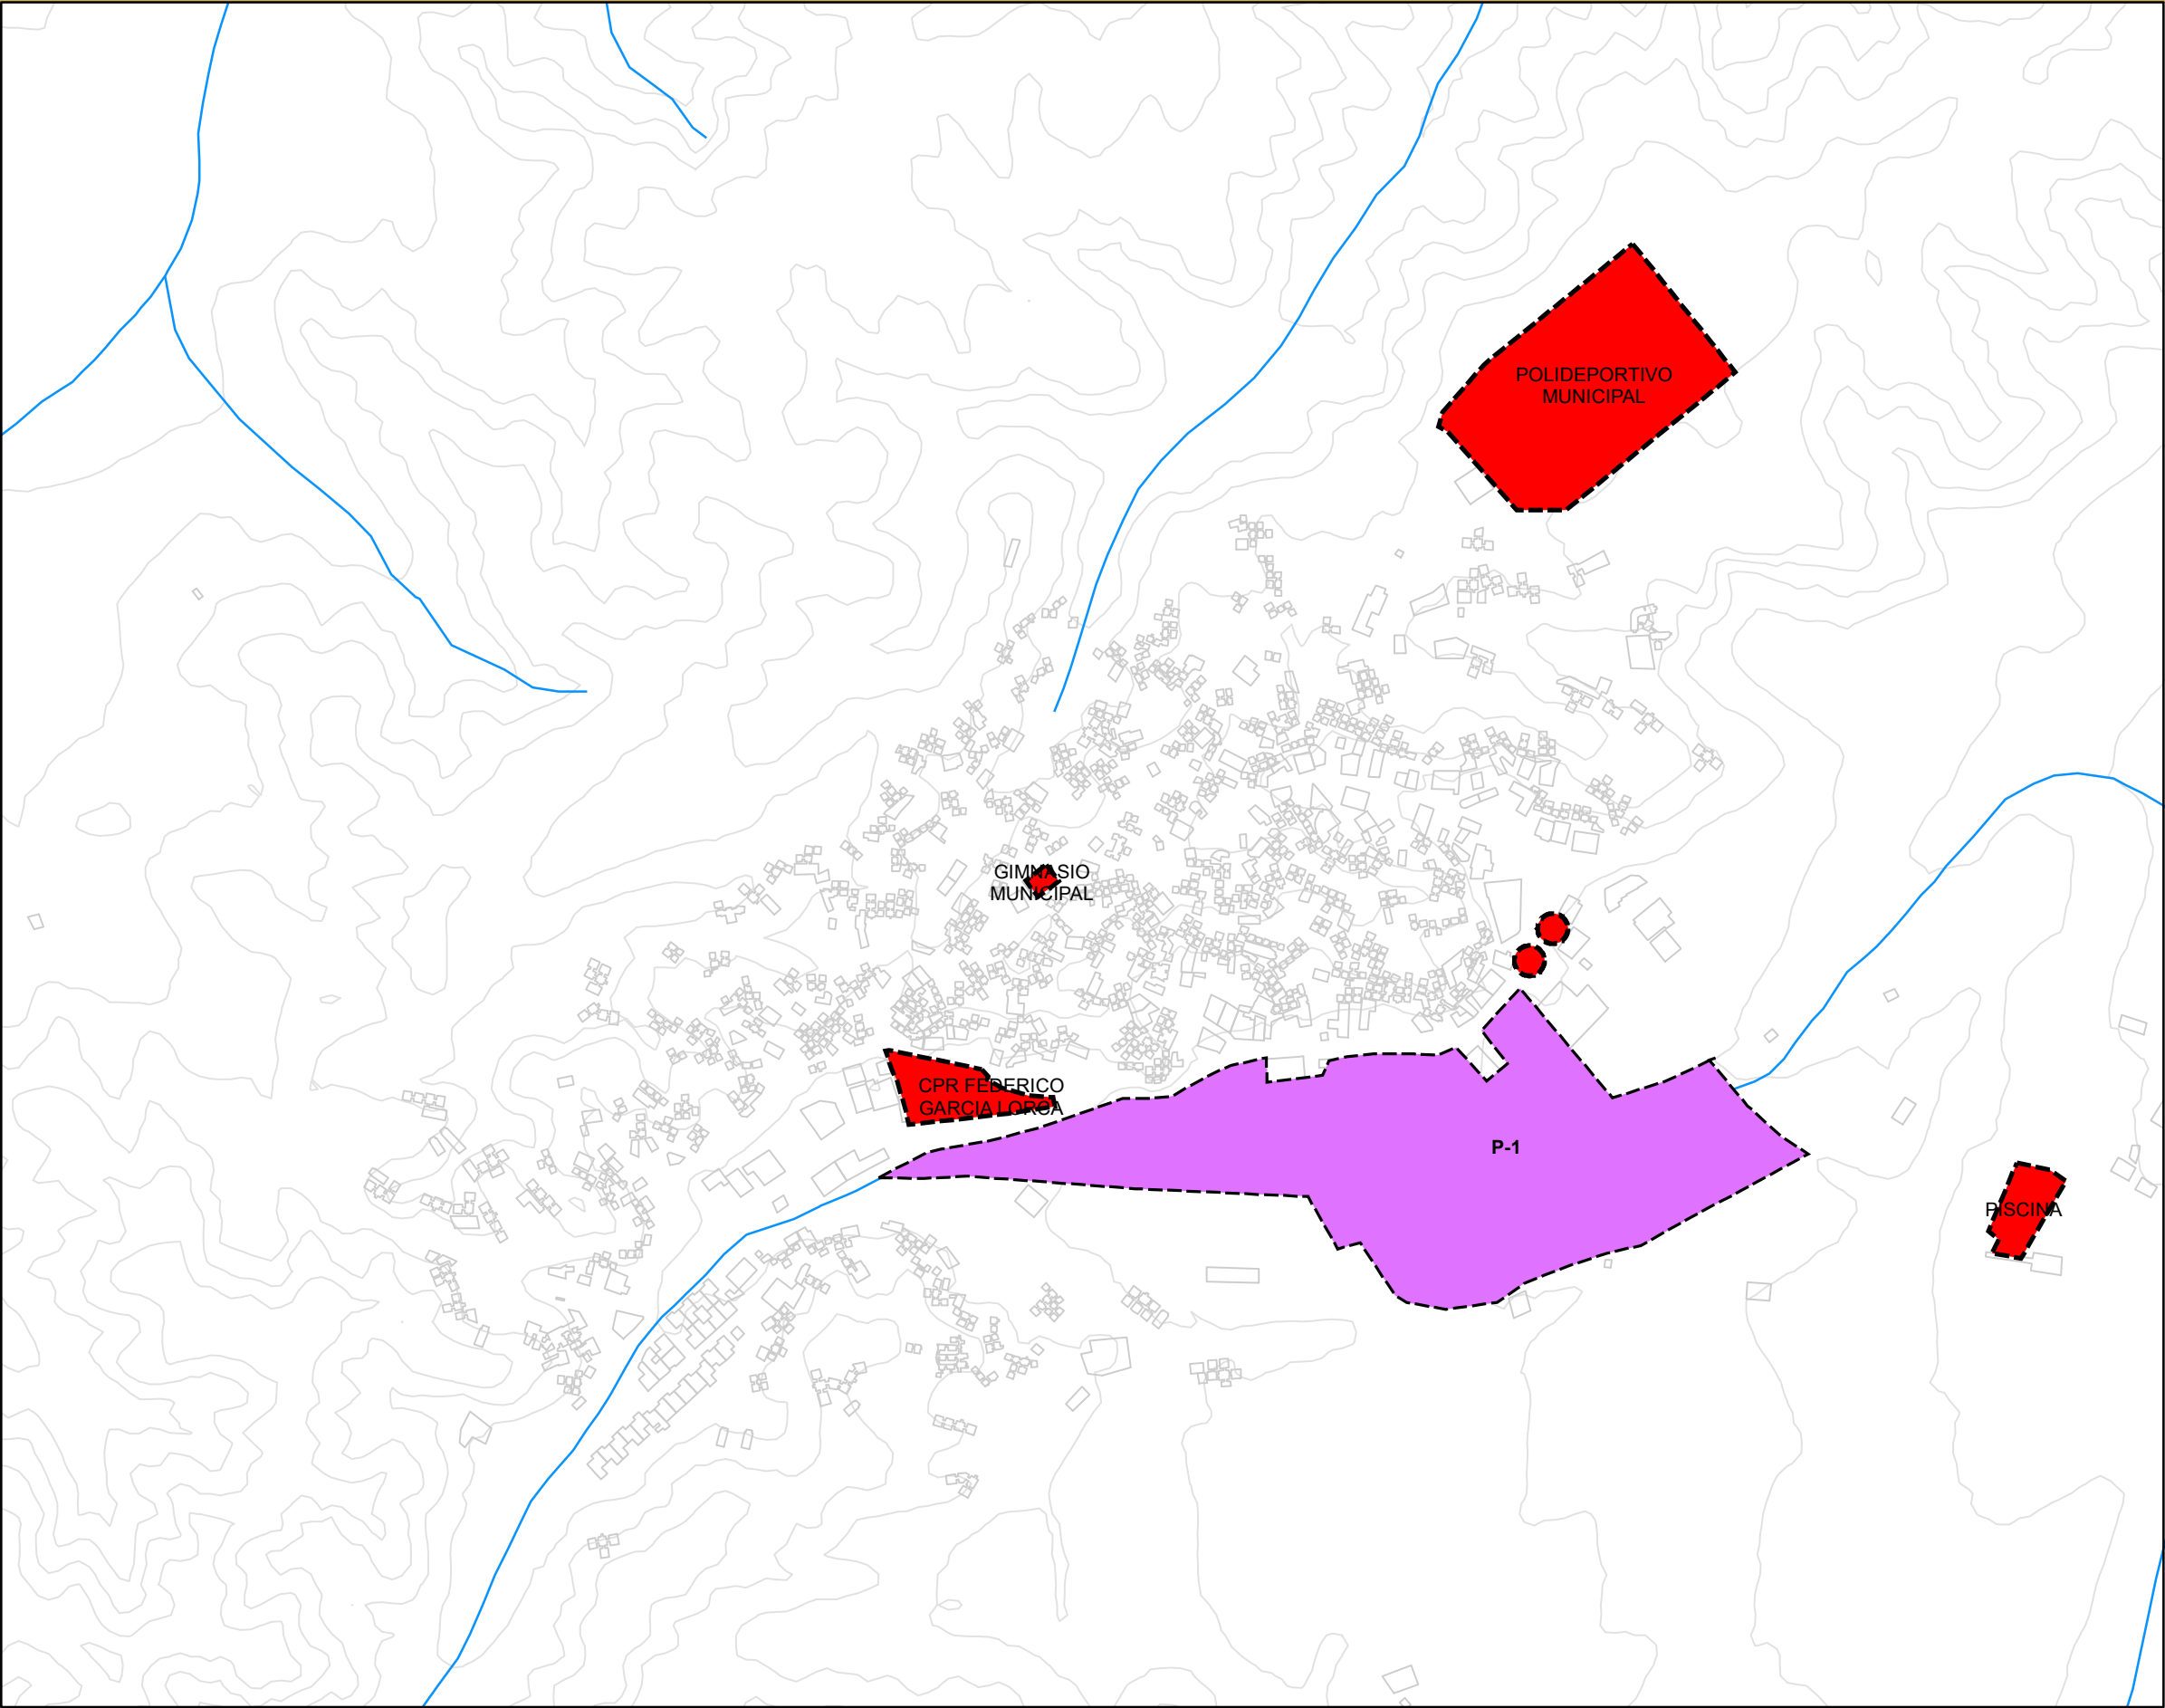 POLIDEPORTIVO
MUNICIPAL
GIMNASIO
MUNICIPAL
CPR FEDERICO
GARCIA LORCA
P-1
PISCINA